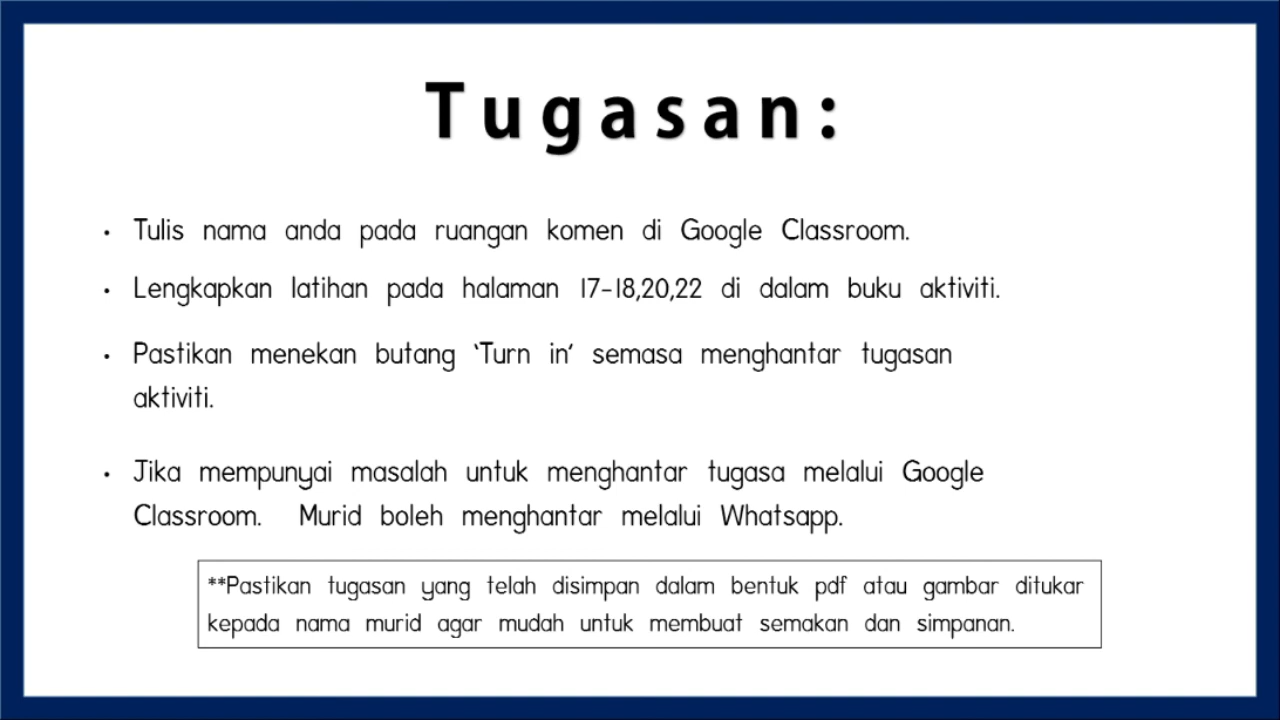 Tugasan:
• Tulis nama anda pada ruangan komen di Google Classroom.
• Lengkapkan latihan pada halaman 17-18,20,22 di dalam buku aktiviti.
• Pastikan menekan butang ‘Turn in’ semasa menghantar tugasan
aktiviti.
• Jika mempunyai masalah untuk menghantar tugasa melalui Google
Classroom. Murid boleh menghantar melalui Whatsapp.
**Pastikan tugasan yang telah disimpan dalam bentuk pdf atau gambar ditukar
kepada nama murid agar mudah untuk membuat semakan dan simpanan.